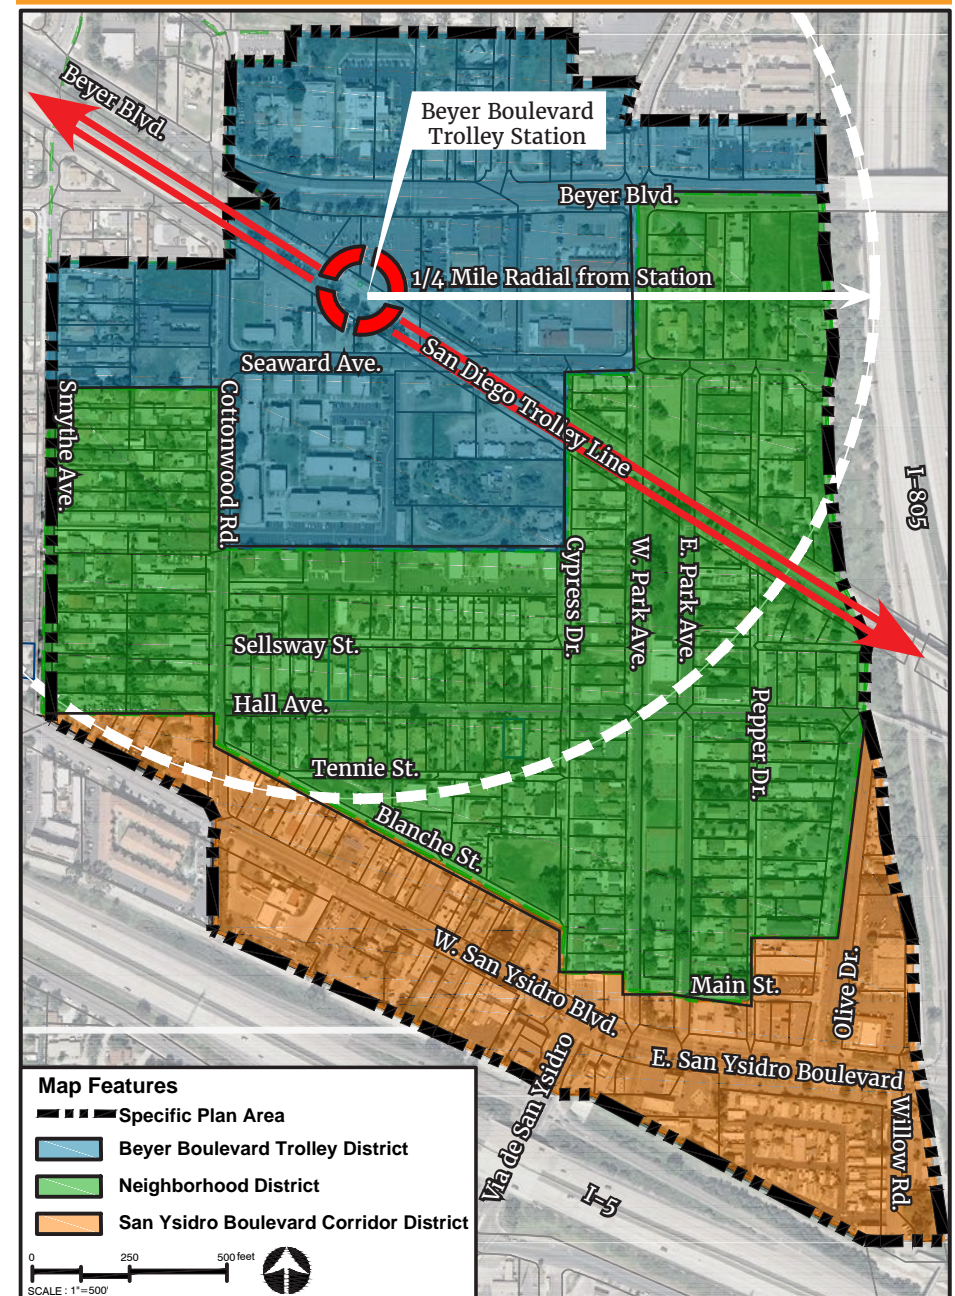 Beyer Blvd.
Beyer Boulevard
Trolley Station
Beyer Blvd.
1/4 Mile Radial from Station
San Diego Trolley Line
Seaward Ave.
Smythe Ave.
Cottonwood Rd.
I-805
Cypress Dr.
W. Park Ave.
E. Park Ave.
Sellsway St.
Hall Ave.
Pepper Dr.
Tennie St.
Blanche St.
W. San Ysidro Blvd.
Main St.
Olive Dr.
E. San Ysidro Boulevard
Via de San Ysidro
Willow Rd.
I-5
Map Features
Specific Plan Area
Beyer Boulevard Trolley District
Neighborhood District
San Ysidro Boulevard Corridor District
0 250 500 feet
SCALE : 1"=500'